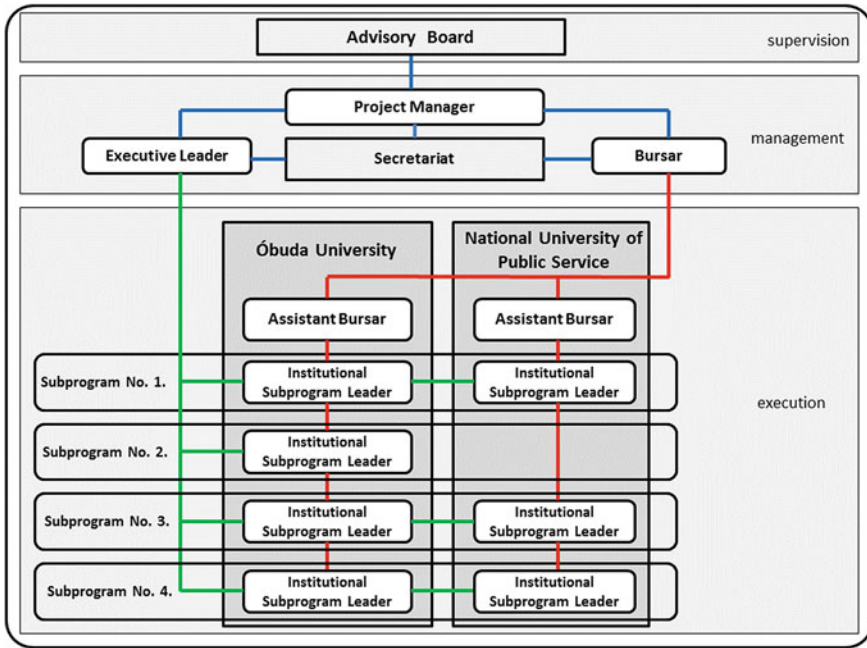 Advisory Board
supervision
Project Manager
Executive Leader
Secretariat
Bursar
management
Óbuda University
National University of
Public Service
Assistant Bursar
Assistant Bursar
Subprogram No. 1.
Institutional
Subprogram Leader
Institutional
Subprogram Leader
execution
Subprogram No. 2.
Institutional
Subprogram Leader
Subprogram No. 3.
Institutional
Subprogram Leader
Institutional
Subprogram Leader
Subprogram No. 4.
Institutional
Subprogram Leader
Institutional
Subprogram Leader